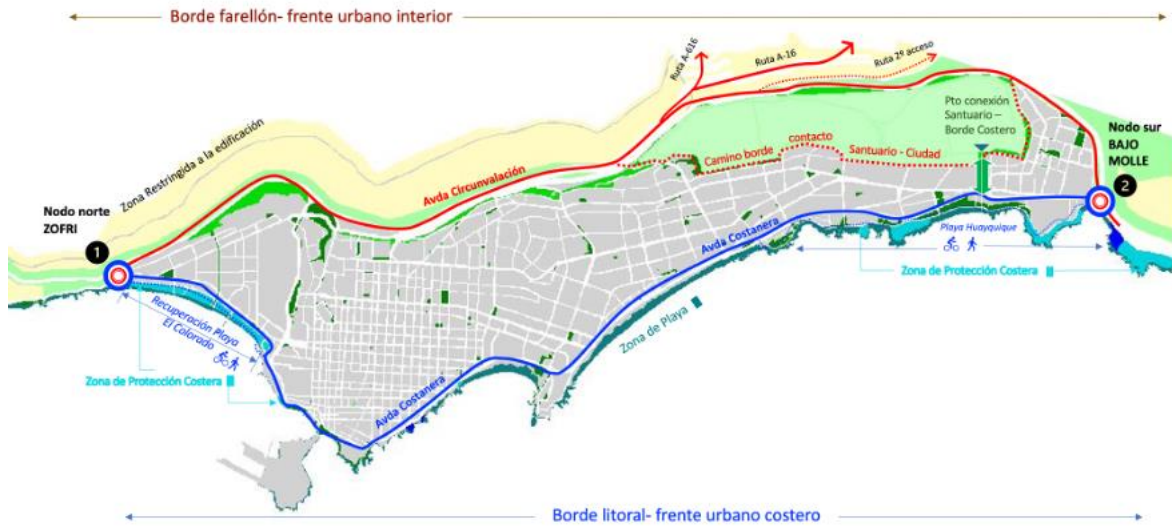 Borde farellón- frente urbano interior
Ruta A-616
Ruta A-16
Ruta 2º acceso
Pto conexión
Santuario –
Borde Costero
Nodo sur
BAJO
MOLLE
2
Zona Restringida a la edificación
Avda Circunvalación
Camino borde contacto Santuario - Ciudad
Nodo norte
ZOFRI
1
Avda Costanera
Playa Huayquique
Zona de Protección Costera
Recuperación Playa
El Colorado
Zona de Playa
Zona de Protección Costera
Avda Costanera
Borde litoral- frente urbano costero